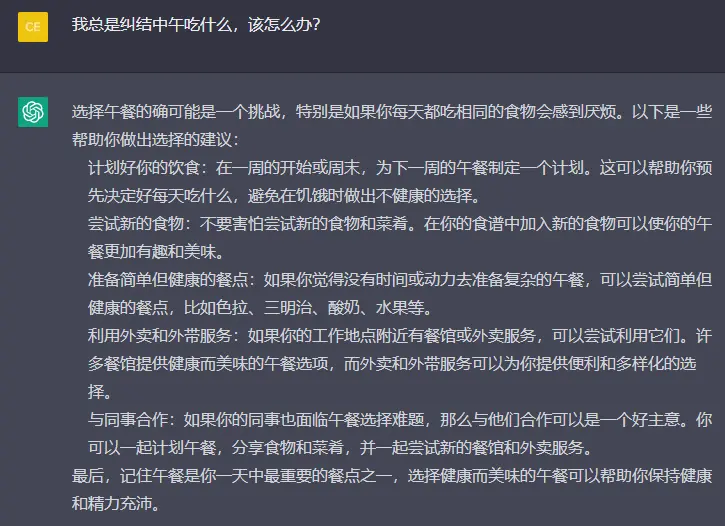 CE
我总是纠结中午吃什么，该怎么办？
选择午餐的确可能是一个挑战，特别是如果你每天都吃相同的食物会感到厌烦。以下是一些
帮助你做出选择的建议：
计划好你的饮食：在一周的开始或周末，为下一周的午餐制定一个计划。这可以帮助你预
先决定好每天吃什么，避免在饥饿时做出不健康的选择。
尝试新的食物：不要害怕尝试新的食物和菜肴。在你的食谱中加入新的食物可以使你的午
餐更加有趣和美味。
准备简单但健康的餐点：如果你觉得没有时间或动力去准备复杂的午餐，可以尝试简单但
健康的餐点，比如色拉、三明治、酸奶、水果等。
利用外卖和外带服务：如果你的工作地点附近有餐馆或外卖服务，可以尝试利用它们。许
多餐馆提供健康而美味的午餐选项，而外卖和外带服务可以为你提供便利和多样化的选
择。
与同事合作：如果你的同事也面临午餐选择难题，那么与他们合作可以是一个好主意。你
可以一起计划午餐，分享食物和菜肴，并一起尝试新的餐馆和外卖服务。
最后，记住午餐是你一天中最重要的餐点之一，选择健康而美味的午餐可以帮助你保持健康
和精力充沛。